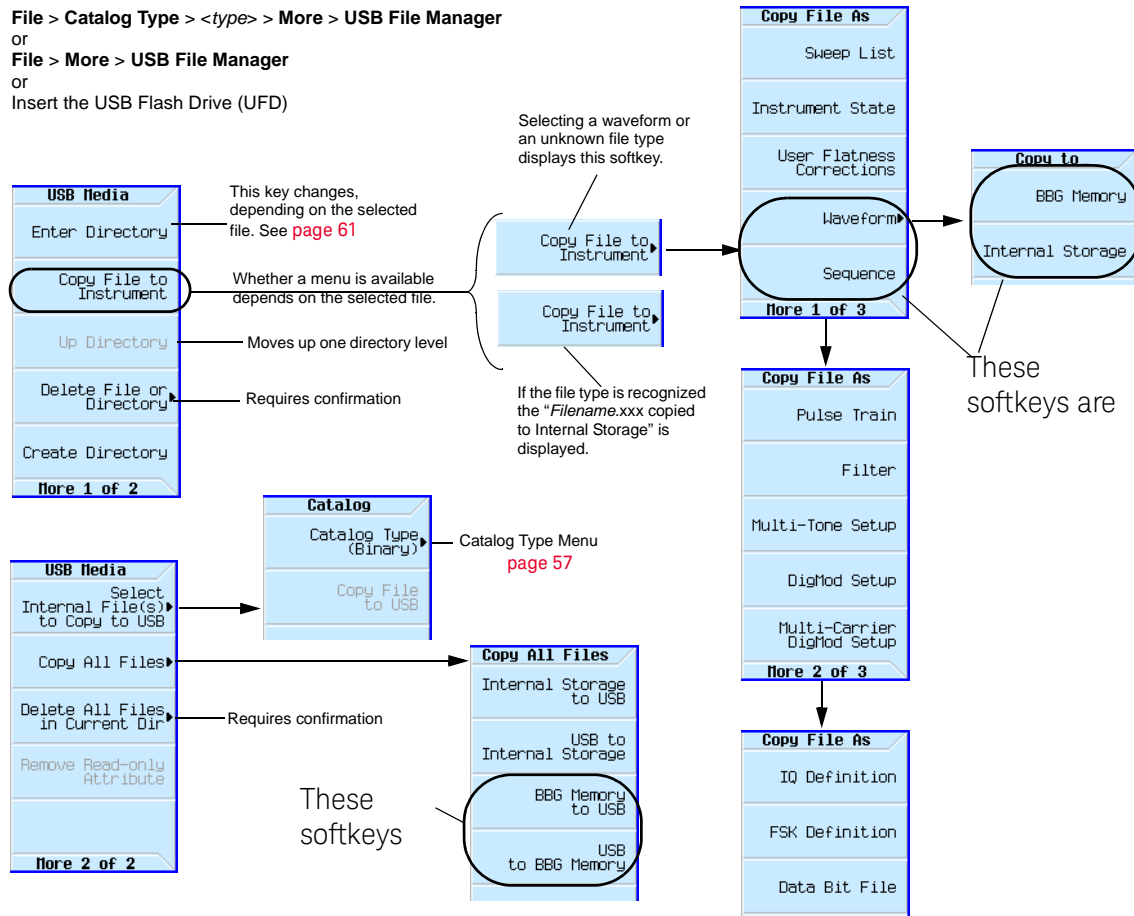 File > Catalog Type > <type> > More > USB File Manager
or
File > More > USB File Manager
or
Insert the USB Flash Drive (UFD)
USB Media
Enter Directory
Copy File to
Instrument
Up Directory
Delete File or
Directory
Create Directory
More 1 of 2
This key changes,
depending on the selected
file. See page 61
Whether a menu is available
depends on the selected file.
Moves up one directory level
Requires confirmation
Selecting a waveform or
an unknown file type
displays this softkey.
Copy File to
Instrument
Copy File to
Instrument
If the file type is recognized
the “Filename.xxx copied
to Internal Storage” is
displayed.
Copy File As
Sweep List
Instrument State
User Flatness
Corrections
Waveform
Sequence
More 1 of 3
Copy to
BBG Memory
Internal Storage
These
softkeys are
Copy File As
Pulse Train
Filter
Multi-Tone Setup
DigMod Setup
Multi-Carrier
DigMod Setup
More 2 of 3
Copy File As
IQ Definition
FSK Definition
Data Bit File
USB Media
Select
Internal File(s)
to Copy to USB
Copy All Files
Delete All Files
in Current Dir
Remove Read-only
Attribute
More 2 of 2
Catalog
Catalog Type
(Binary)
Copy File
to USB
Catalog Type Menu
page 57
Requires confirmation
Copy All Files
Internal Storage
to USB
USB to
Internal Storage
BBG Memory
to USB
USB
to BBG Memory
These
softkeys